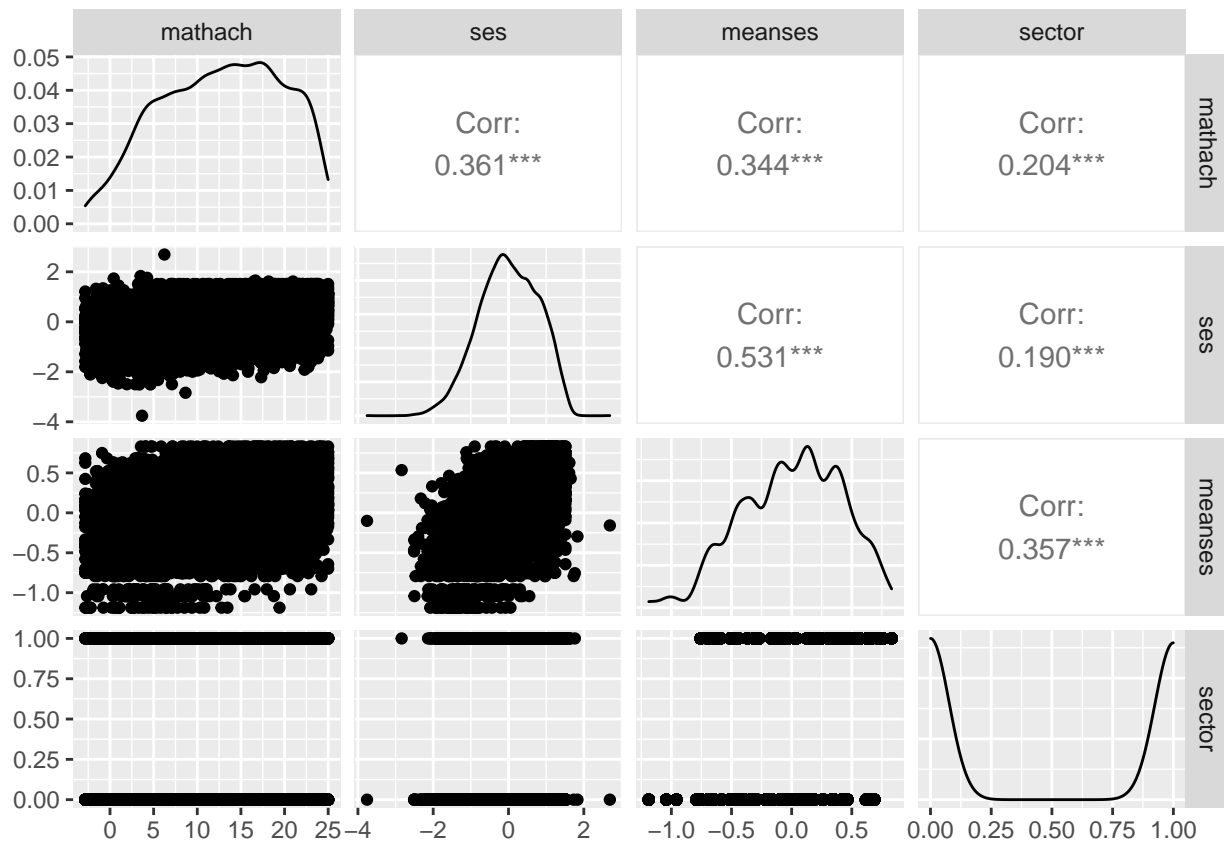 mathach ses meanses sector
0.05
0.04
0.03
0.02
0.01
0.00
Corr:
0.361***
Corr:
0.344***
Corr:
0.204***
mathach
2
0
−2
−4
Corr:
0.531***
Corr:
0.190***
ses
0.5
0.0
−0.5
−1.0
Corr:
0.357***
meanses
1.00
0.75
0.50
0.25
0.00
sector
0 5 10 15 20 25
−4 −2 0 2
−1.0 −0.5 0.0 0.5
0.00 0.25 0.50 0.75 1.00